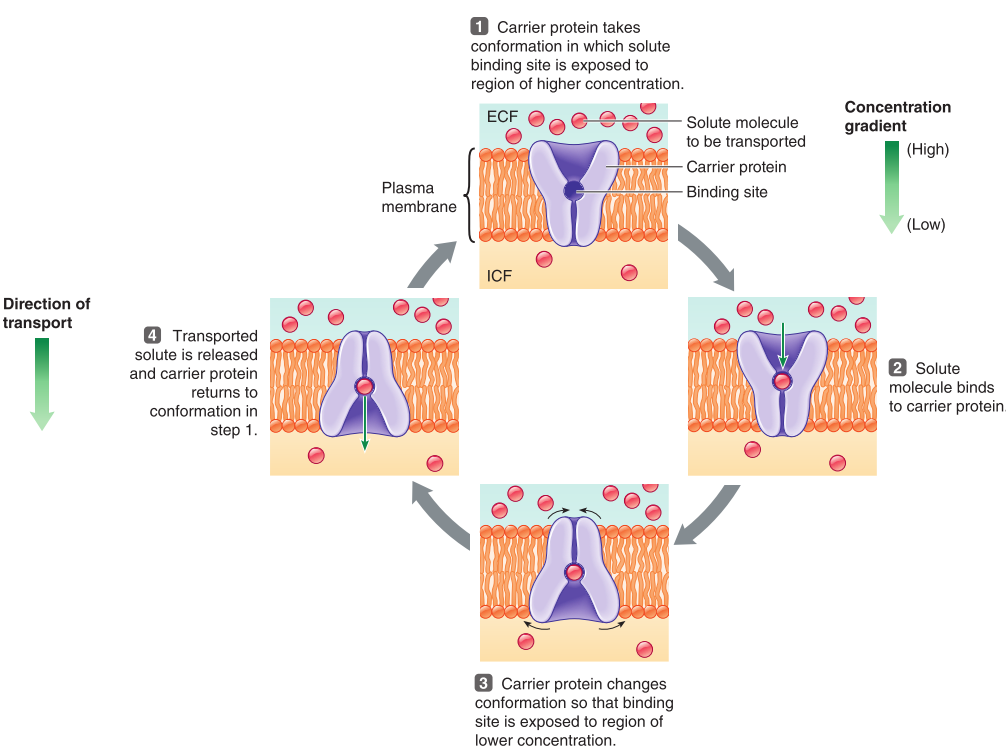 1 Carrier protein takes
conformation in which solute
binding site is exposed to
region of higher concentration.
ECF
Solute molecule
to be transported
Carrier protein
Binding site
Plasma
membrane
ICF
Concentration
gradient
(High)
(Low)
2 Solute
molecule binds
to carrier protein.
3 Carrier protein changes
conformation so that binding
site is exposed to region of
lower concentration.
4 Transported
solute is released
and carrier protein
returns to
conformation in
step 1.
Direction of
transport